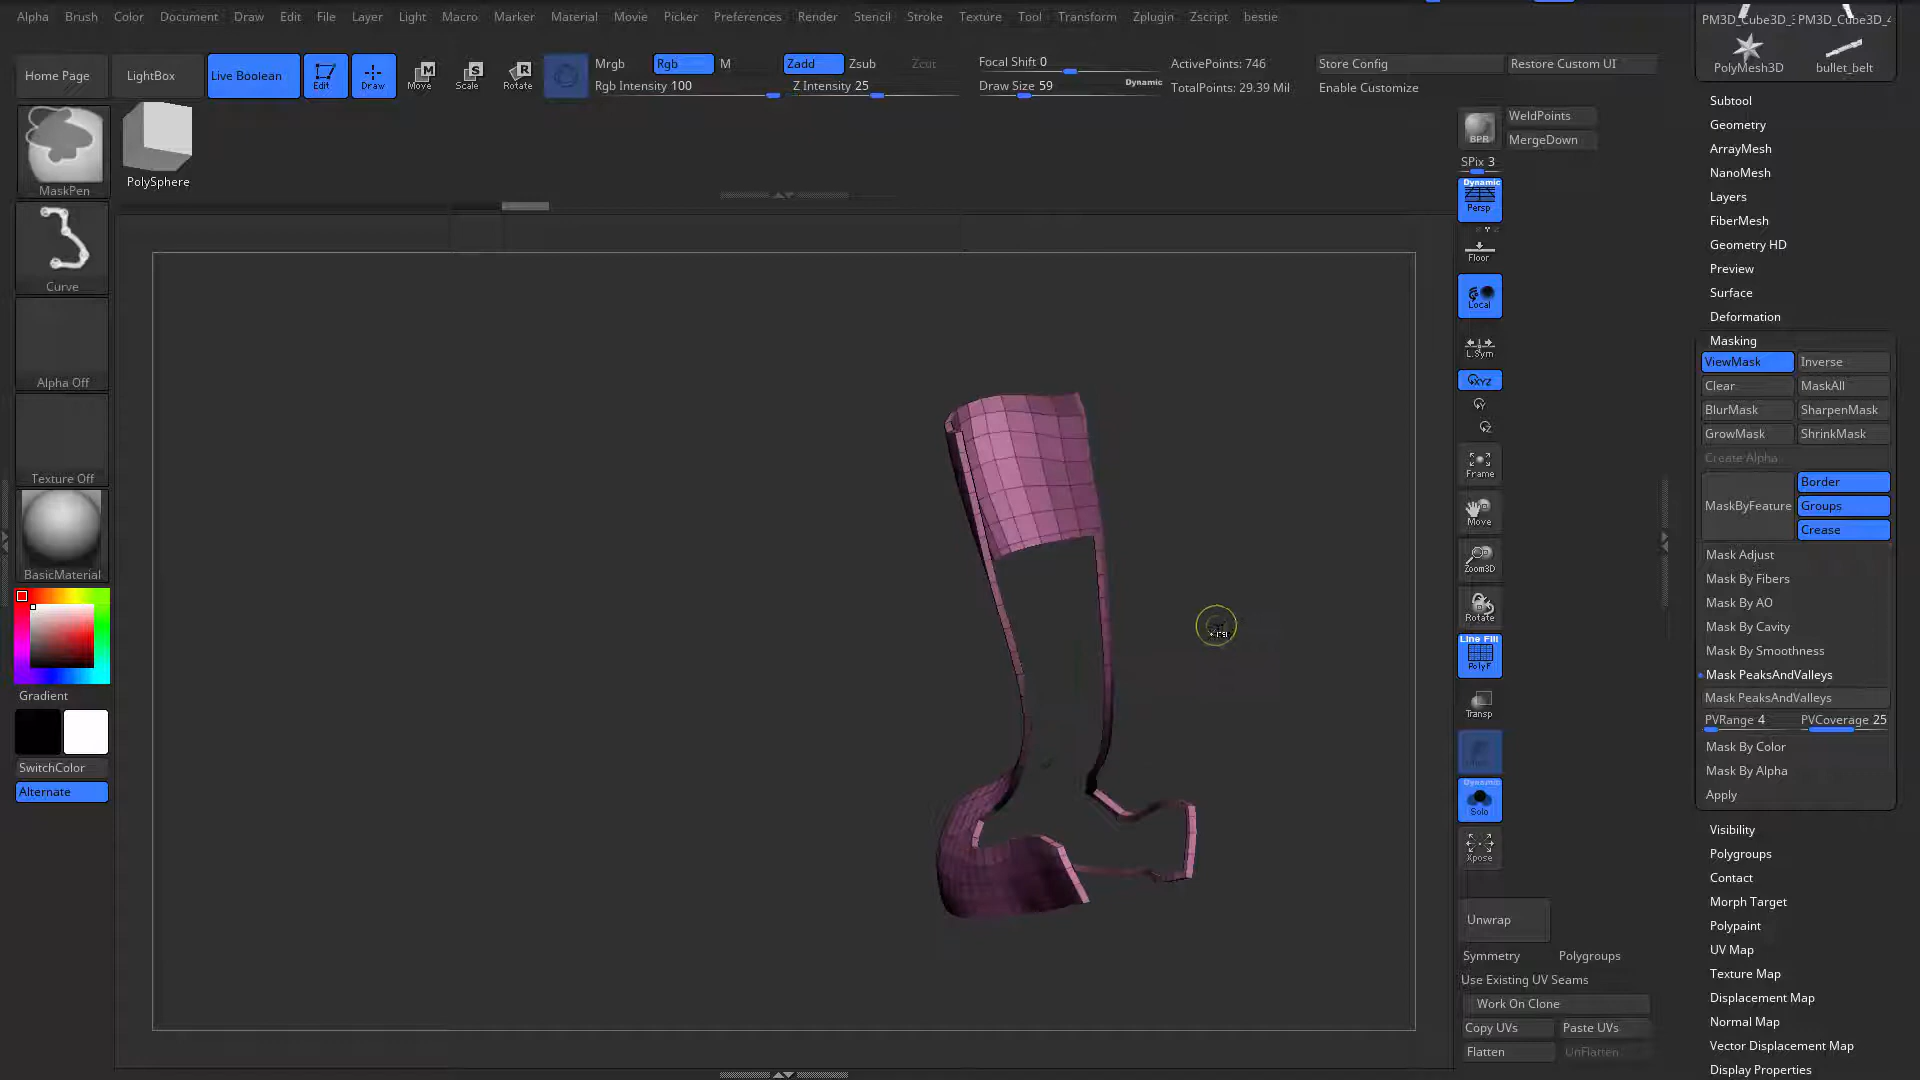 Alpha Brush Color Document Draw Edit File Layer Light Macro Marker Material Movie Picker Preferences Render Stencil Stroke Texture Tool Transform Zplugin Zscript bestie
Home Page LightBox Live Boolean Edit Draw Move Scale Rotate
Mrgb Rgb M Zadd Zsub Zcut
Rgb Intensity 100 Z Intensity 25
Focal Shift 0
Draw Size 59 Dynamic
ActivePoints: 746
TotalPoints: 29.39 Mil
Store Config Restore Custom UI
Enable Customize
MaskPen
PolySphere
Curve
Alpha Off
Texture Off
BasicMaterial
Gradient
SwitchColor
Alternate
BPR
WeldPoints
MergeDown
SPix 3
Dynamic
Persp
Floor
Local
L.Sym
XYZ
Frame
Move
Zoom3D
Rotate
Line Fill
PolyF
Transp
Dynamic
Solo
Xpose
Unwrap
Symmetry Polygroups
Use Existing UV Seams
Work On Clone
Copy UVs Paste UVs
Flatten UnFlatten
PolyMesh3D bullet_belt
Subtool
Geometry
ArrayMesh
NanoMesh
Layers
FiberMesh
Geometry HD
Preview
Surface
Deformation
Masking
ViewMask Inverse
Clear MaskAll
BlurMask SharpenMask
GrowMask ShrinkMask
Create Alpha
MaskByFeature Border
Groups
Crease
Mask Adjust
Mask By Fibers
Mask By AO
Mask By Cavity
Mask By Smoothness
Mask PeaksAndValleys
Mask PeaksAndValleys
PVRange 4 PVCoverage 25
Mask By Color
Mask By Alpha
Apply
Visibility
Polygroups
Contact
Morph Target
Polypaint
UV Map
Texture Map
Displacement Map
Normal Map
Vector Displacement Map
Display Properties